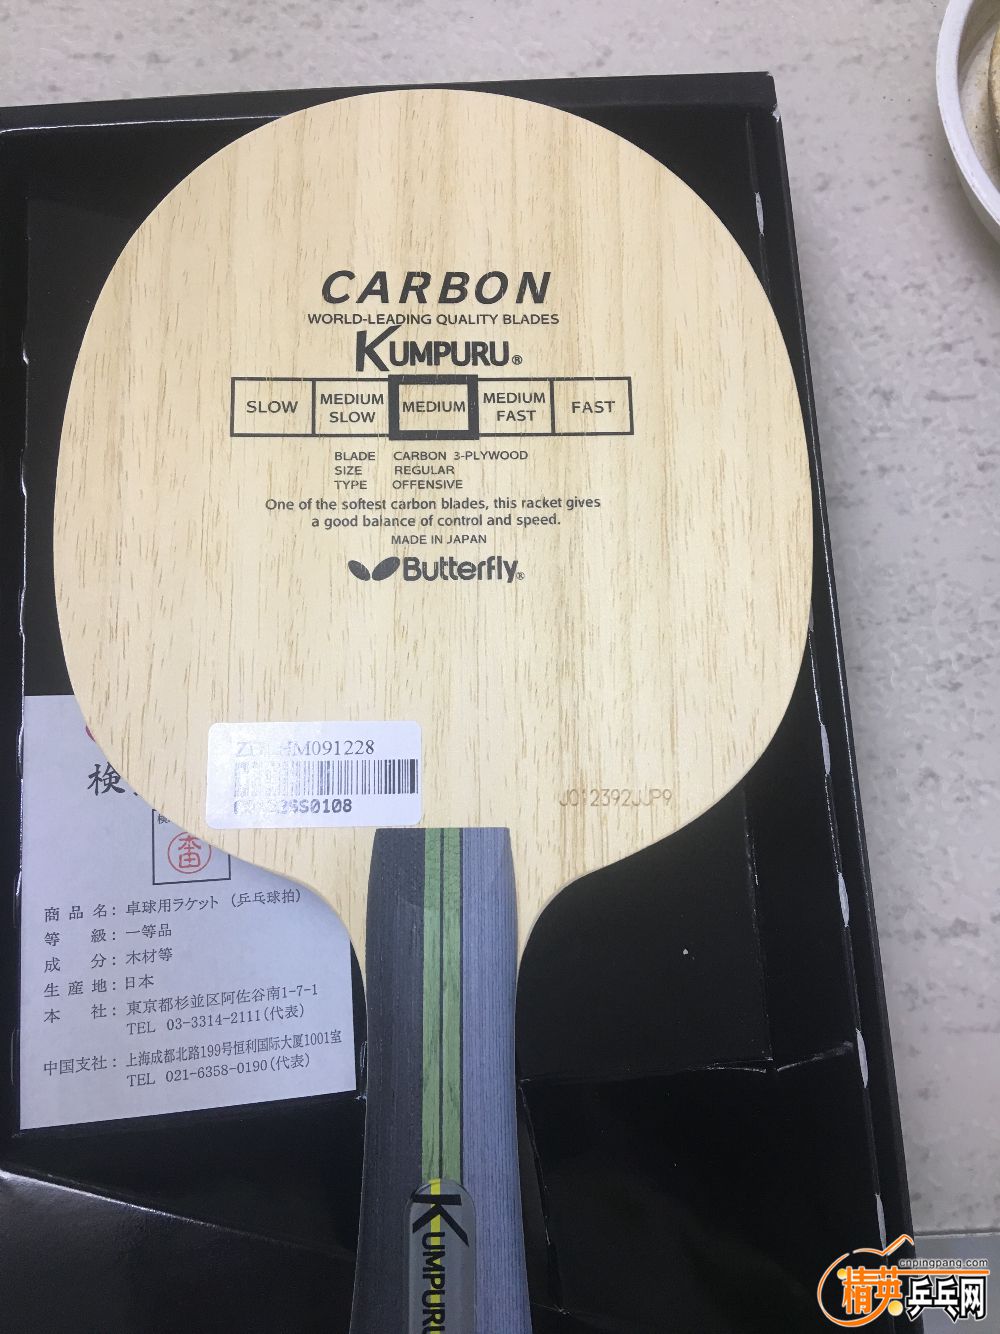 CARBON
WORLD-LEADING QUALITY BLADES
KUMPURU®
SLOW
MEDIUM SLOW
MEDIUM
MEDIUM FAST
FAST
BLADE CARBON 3-PLYWOOD
SIZE REGULAR
TYPE OFFENSIVE
One of the softest carbon blades, this racket gives
a good balance of control and speed.
MADE IN JAPAN
Butterfly®
J012392JJP9
検
商品名：卓球用ラケット（乒乓球拍）
等級：一等品
成分：木材等
生産地：日本
本社：東京都杉並区阿佐谷南1-7-1
TEL 03-3314-2111(代表)
中国支社：上海成都北路199号恒利国际大厦1001室
TEL 021-6358-0190(代表)
KUMPURU
cnpingpang.com
精英乒乓网